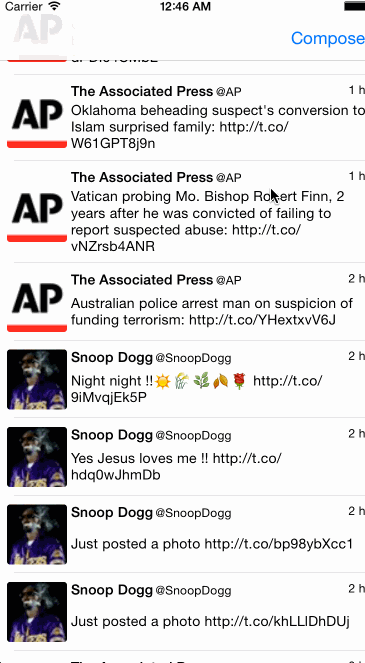 Carrier 12:46 AM
AP
Compose
The Associated Press @AP 1 h
AP
Oklahoma beheading suspect's conversion to
Islam surprised family: http://t.co/
W61GPT8j9n
The Associated Press @AP 1 h
AP
Vatican probing Mo. Bishop Robert Finn, 2
years after he was convicted of failing to
report suspected abuse: http://t.co/
vNZrsb4ANR
The Associated Press @AP 2 h
AP
Australian police arrest man on suspicion of
funding terrorism: http://t.co/YHextxvV6J
Snoop Dogg @SnoopDogg 2 h
Night night !!☀️🌾🌿🍂🌹 http://t.co/
9iMvqjEk5P
Snoop Dogg @SnoopDogg 2 h
Yes Jesus loves me !! http://t.co/
hdq0wJhmDb
Snoop Dogg @SnoopDogg 2 h
Just posted a photo http://t.co/bp98ybXcc1
Snoop Dogg @SnoopDogg 2 h
Just posted a photo http://t.co/khLLlDhDUj